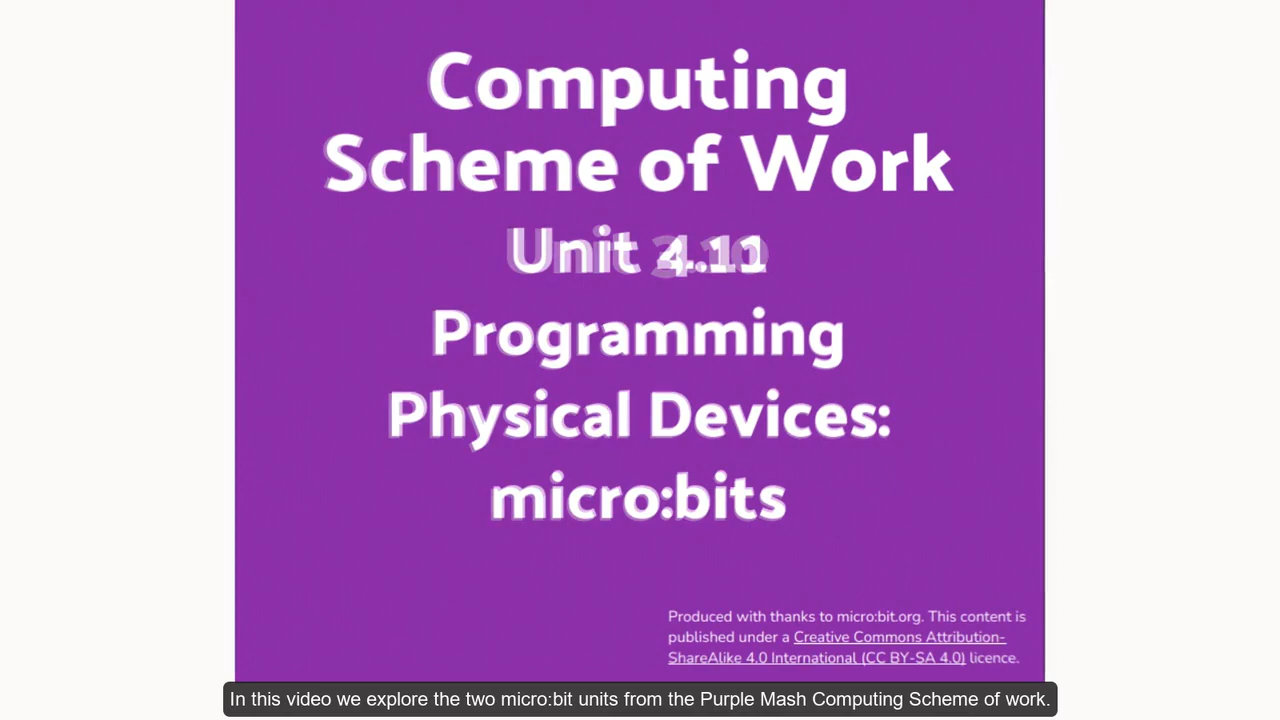 Computing
Scheme of Work
Unit 4.11
Programming
Physical Devices:
micro:bits
Produced with thanks to micro:bit.org. This content is
published under a Creative Commons Attribution-
ShareAlike 4.0 International (CC BY-SA 4.0) licence.
In this video we explore the two micro:bit units from the Purple Mash Computing Scheme of work.